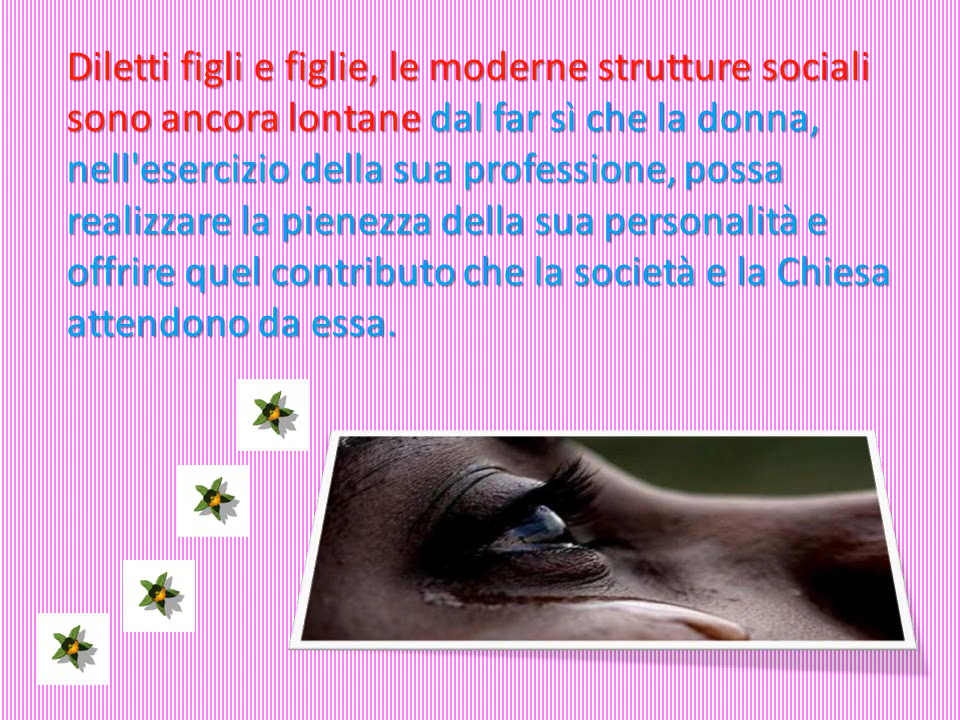 Diletti figli e figlie, le moderne strutture sociali
sono ancora lontane dal far sì che la donna,
nell'esercizio della sua professione, possa
realizzare la pienezza della sua personalità e
offrire quel contributo che la società e la Chiesa
attendono da essa.